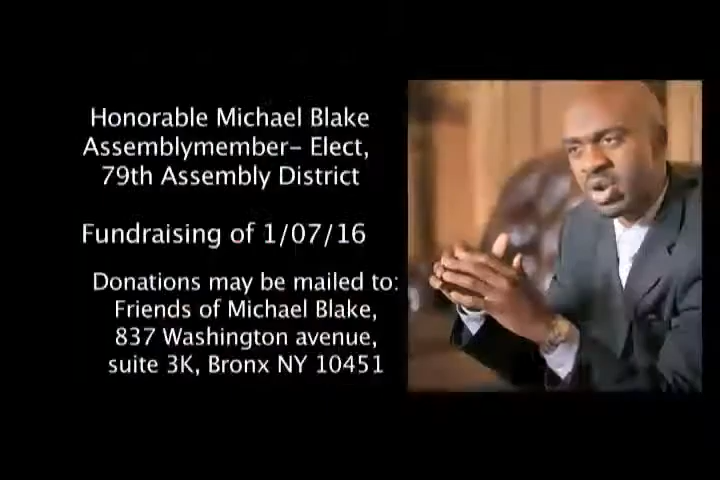 Honorable Michael Blake
Assemblymember- Elect,
79th Assembly District
Fundraising of 1/07/16
Donations may be mailed to:
Friends of Michael Blake,
837 Washington avenue,
suite 3K, Bronx NY 10451